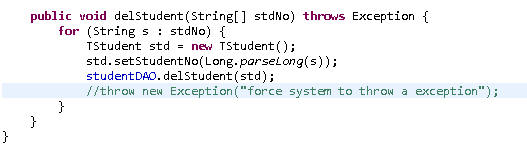 public void delStudent(String[] stdNo) throws Exception {
for (String s : stdNo) {
TStudent std = new TStudent();
std.setStudentNo(Long.parseLong(s));
studentDAO.delStudent(std);
//throw new Exception("force system to throw a exception");
}
}
}